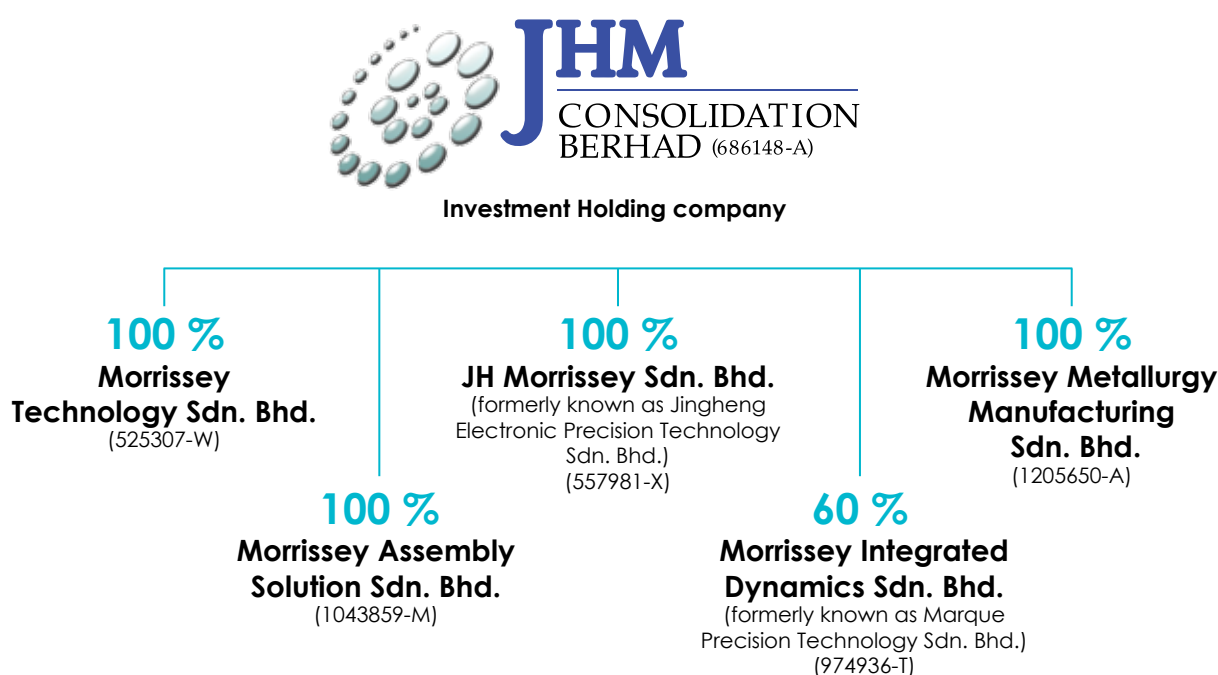 JHM
CONSOLIDATION
BERHAD (686148-A)
Investment Holding company
100 %
Morrissey
Technology Sdn. Bhd.
(525307-W)
100 %
Morrissey Assembly
Solution Sdn. Bhd.
(1043859-M)
100 %
JH Morrissey Sdn. Bhd.
(formerly known as Jingheng
Electronic Precision Technology
Sdn. Bhd.)
(557981-X)
60 %
Morrissey Integrated
Dynamics Sdn. Bhd.
(formerly known as Marque
Precision Technology Sdn. Bhd.)
(974936-T)
100 %
Morrissey Metallurgy
Manufacturing
Sdn. Bhd.
(1205650-A)